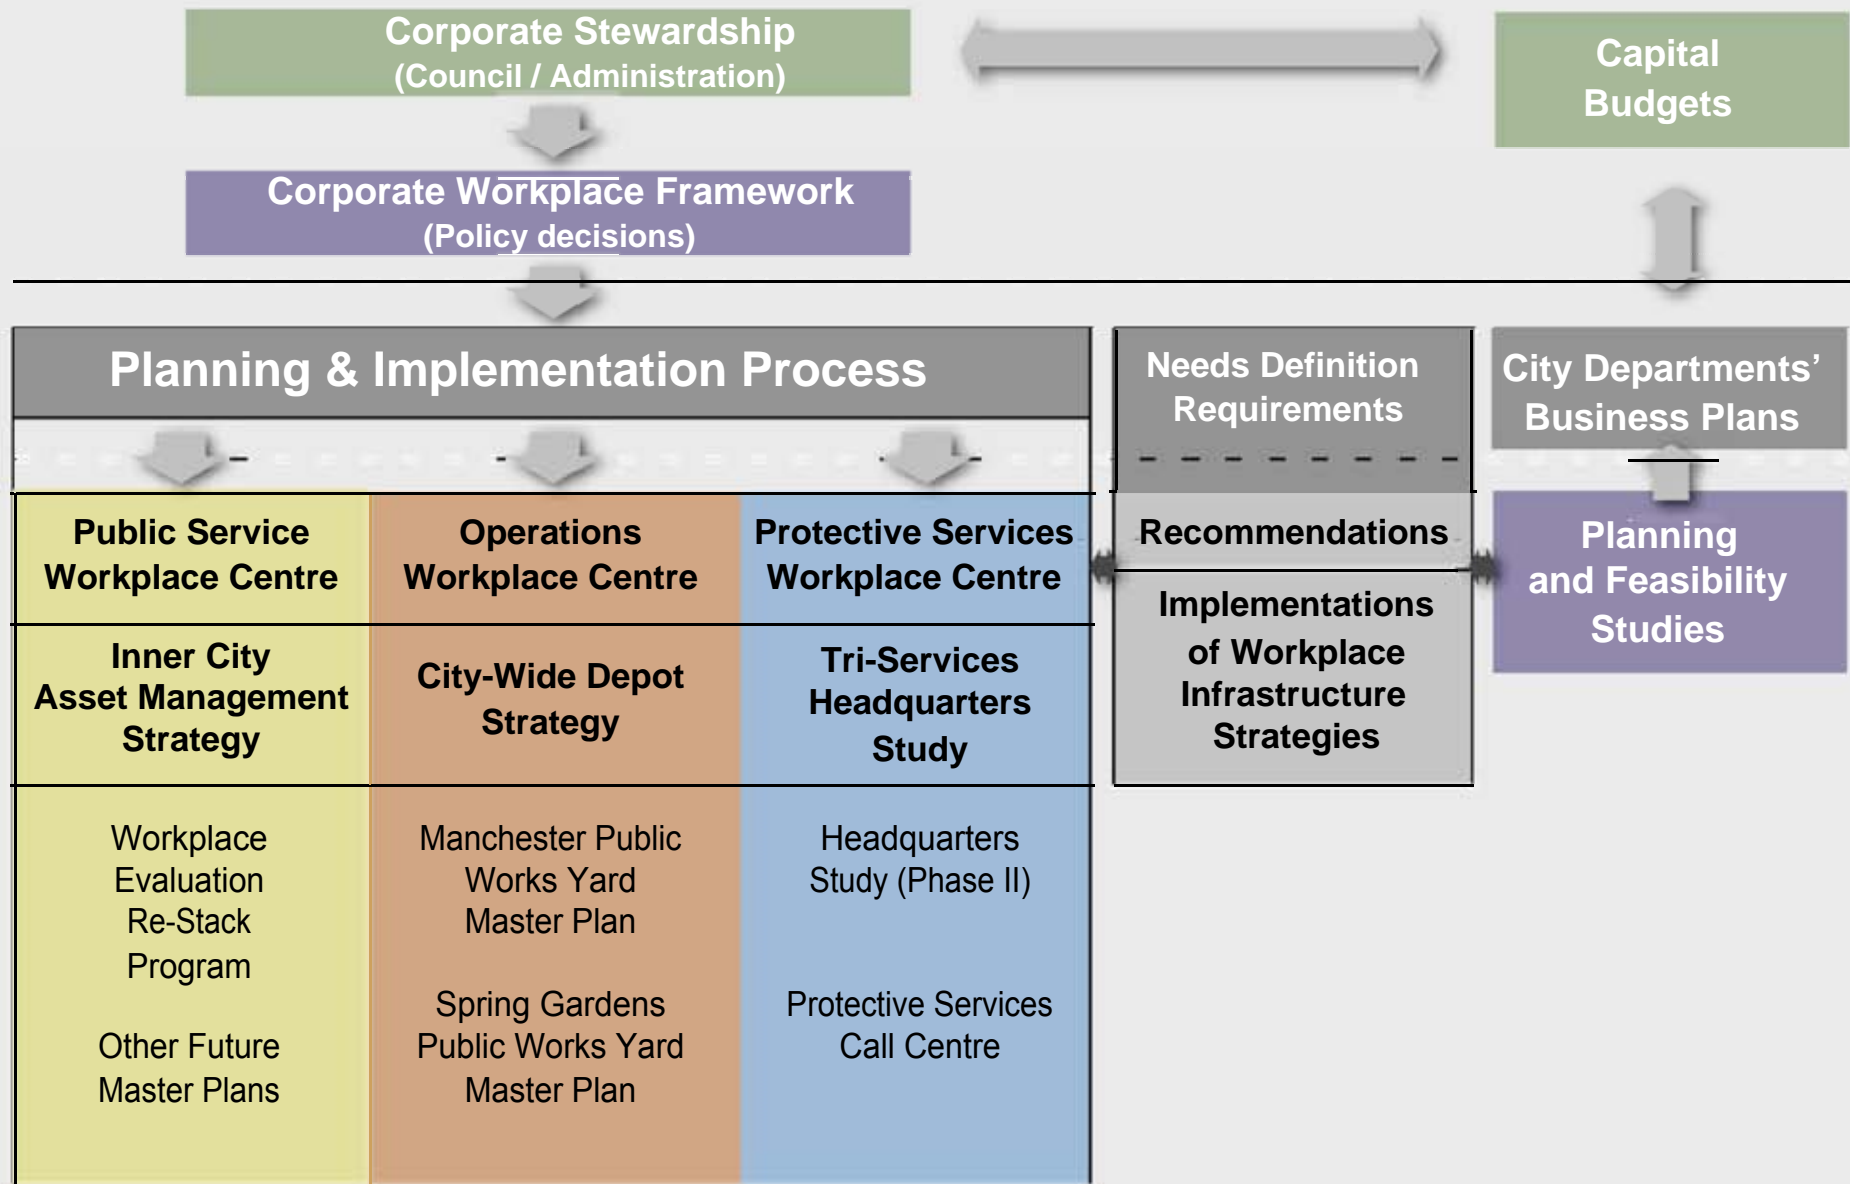 Corporate Stewardship
(Council / Administration)
Capital
Budgets
Corporate Workplace Framework
(Policy decisions)
Planning & Implementation Process
Needs Definition
Requirements
City Departments’
Business Plans
Public Service
Workplace Centre
Operations
Workplace Centre
Protective Services
Workplace Centre
Recommendations
Planning
and Feasibility
Studies
Inner City
Asset Management
Strategy
City-Wide Depot
Strategy
Tri-Services
Headquarters
Study
Implementations
of Workplace
Infrastructure
Strategies
Workplace
Evaluation
Re-Stack
Program
Other Future
Master Plans
Manchester Public
Works Yard
Master Plan
Spring Gardens
Public Works Yard
Master Plan
Headquarters
Study (Phase II)
Protective Services
Call Centre